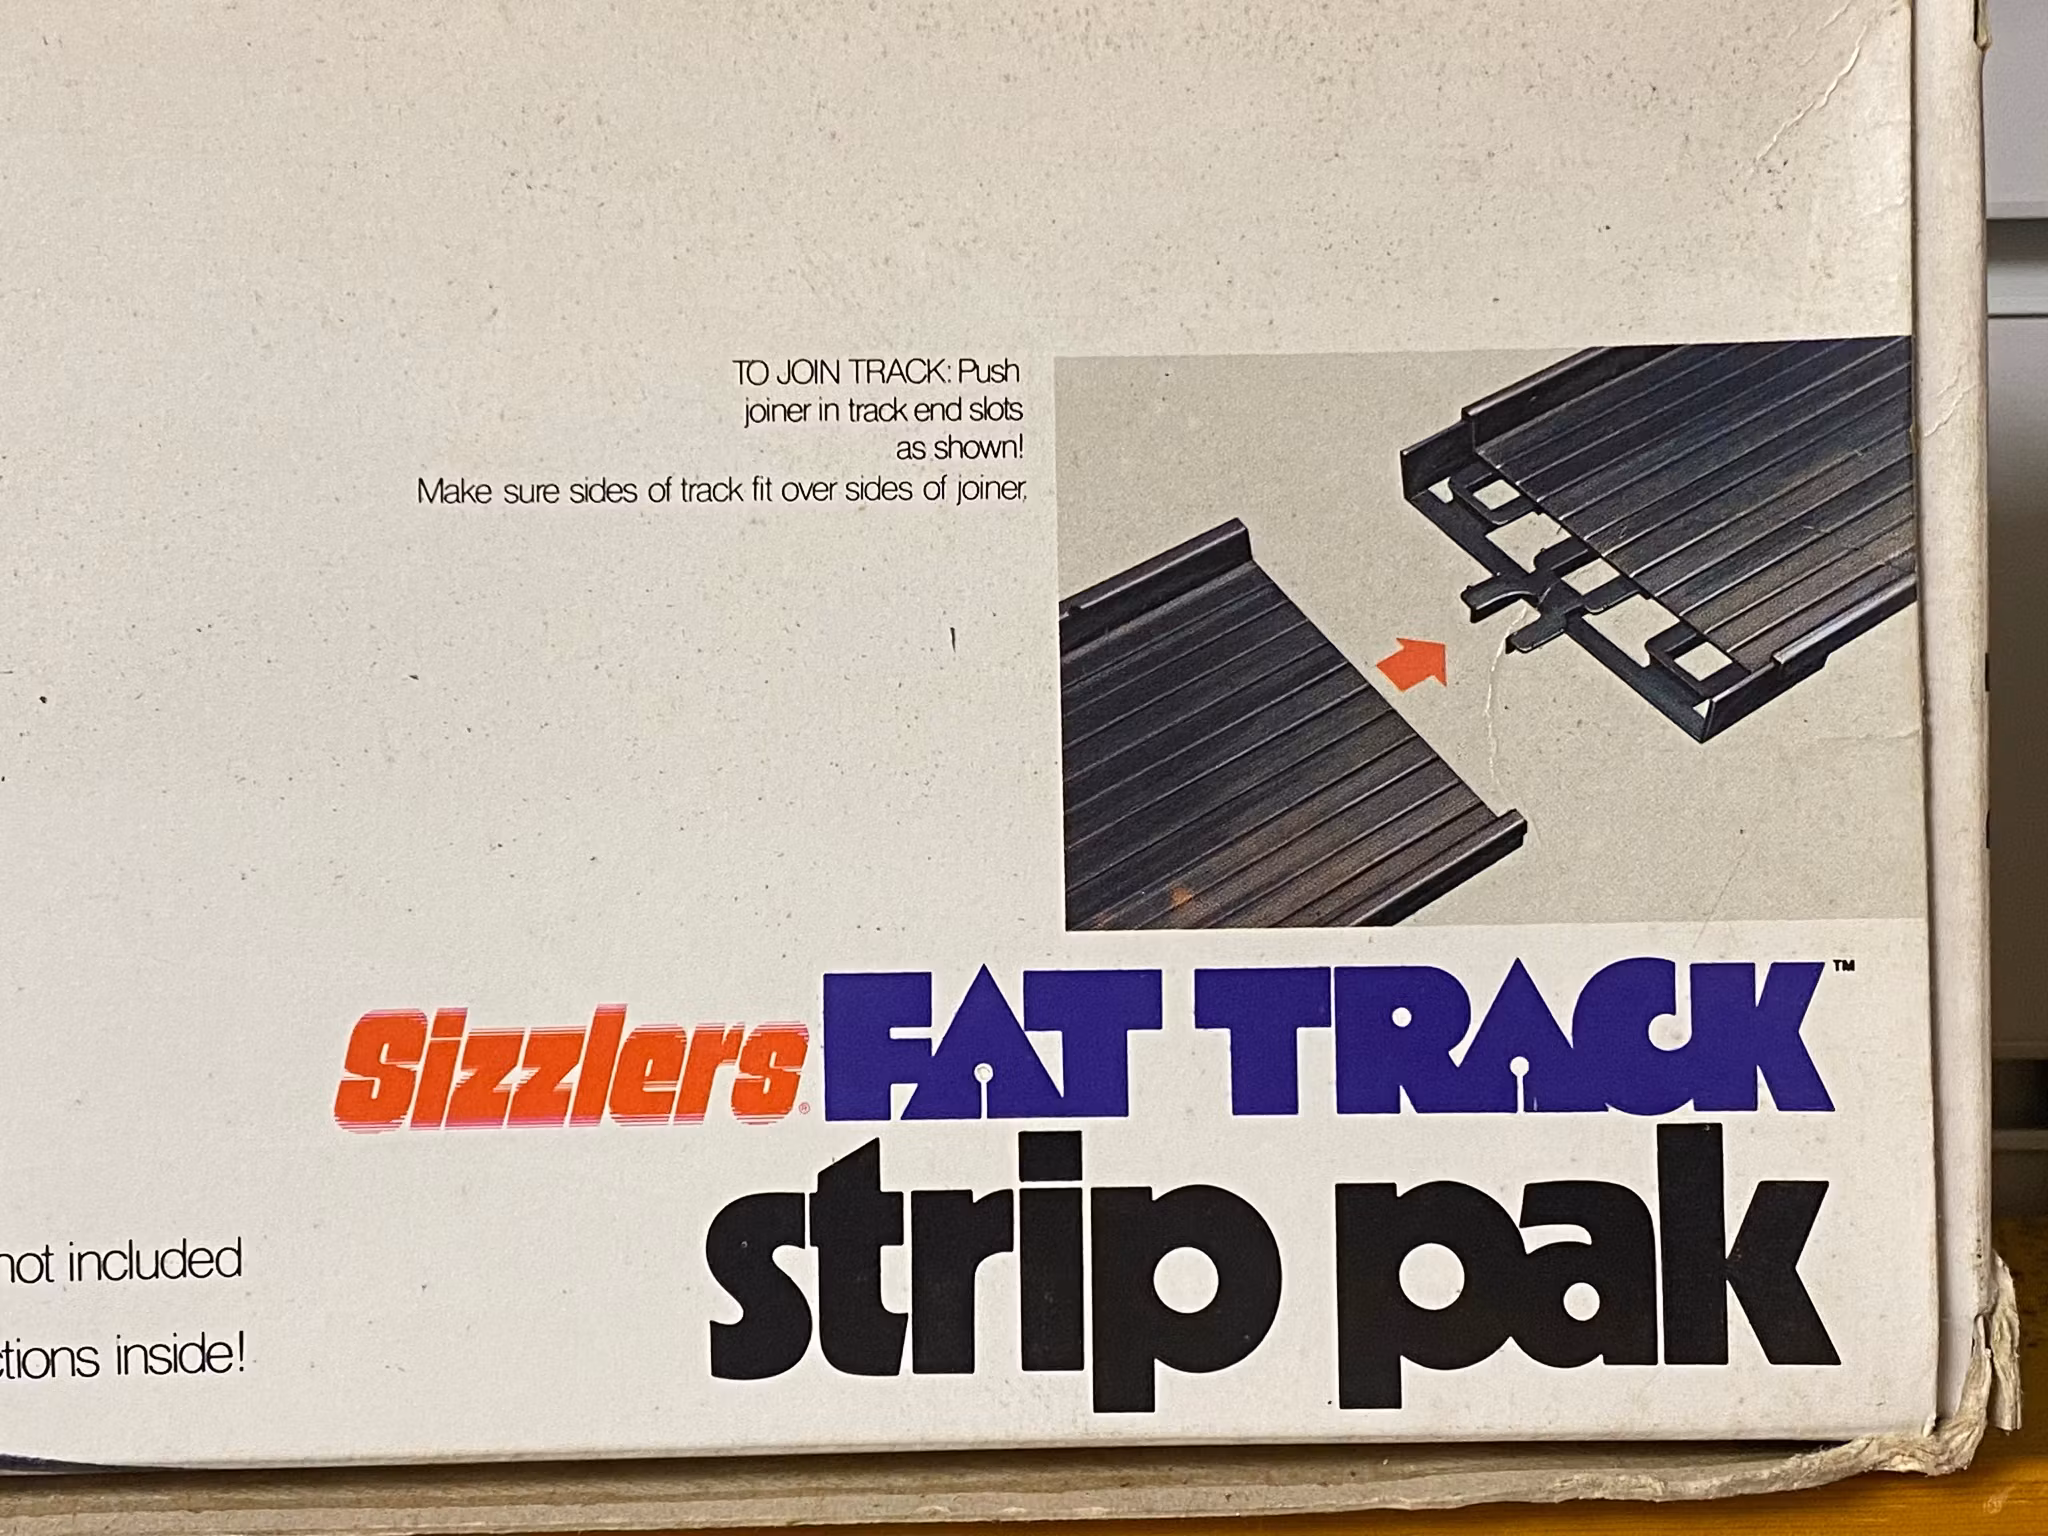 TO JOIN TRACK: Push
joiner in track end slots
as shown!
Make sure sides of track fit over sides of joiner.
Sizzlers® FAT TRACK™
strip pak
not included
ctions inside!